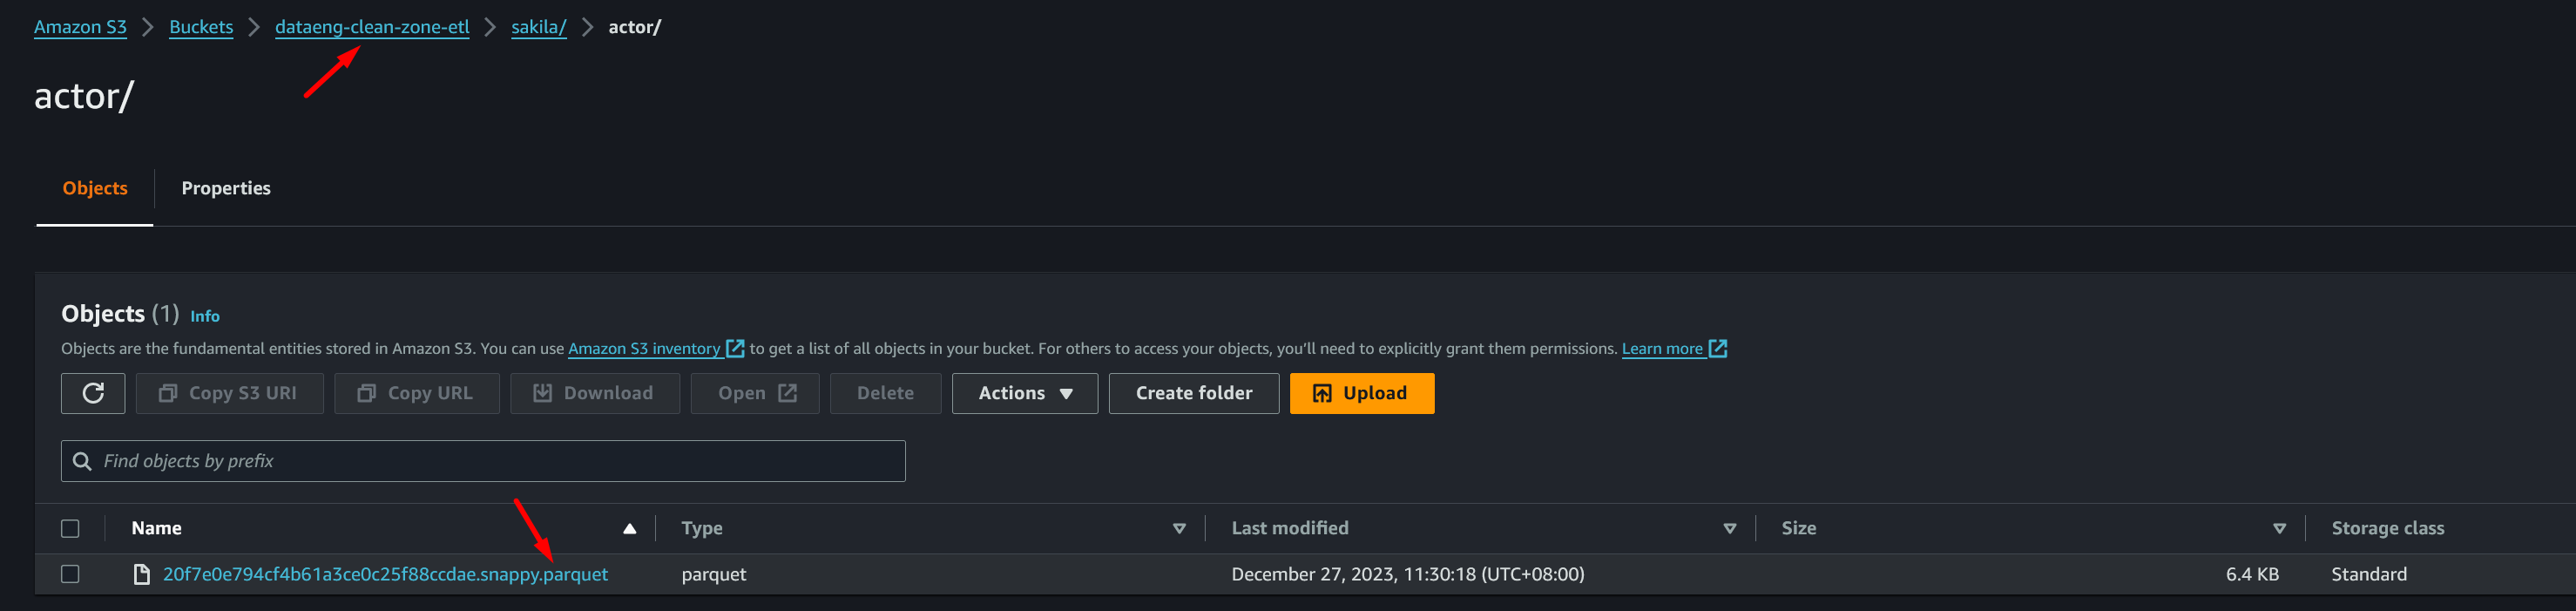 Amazon S3 > Buckets > dataeng-clean-zone-etl > sakila/ > actor/
actor/
Objects Properties
Objects (1) Info
Objects are the fundamental entities stored in Amazon S3. You can use Amazon S3 inventory to get a list of all objects in your bucket. For others to access your objects, you'll need to explicitly grant them permissions. Learn more
Copy S3 URI Copy URL Download Open Delete Actions Create folder Upload
Find objects by prefix
Name Type Last modified Size Storage class
20f7e0e794cf4b61a3ce0c25f88ccdae.snappy.parquet parquet December 27, 2023, 11:30:18 (UTC+08:00) 6.4 KB Standard